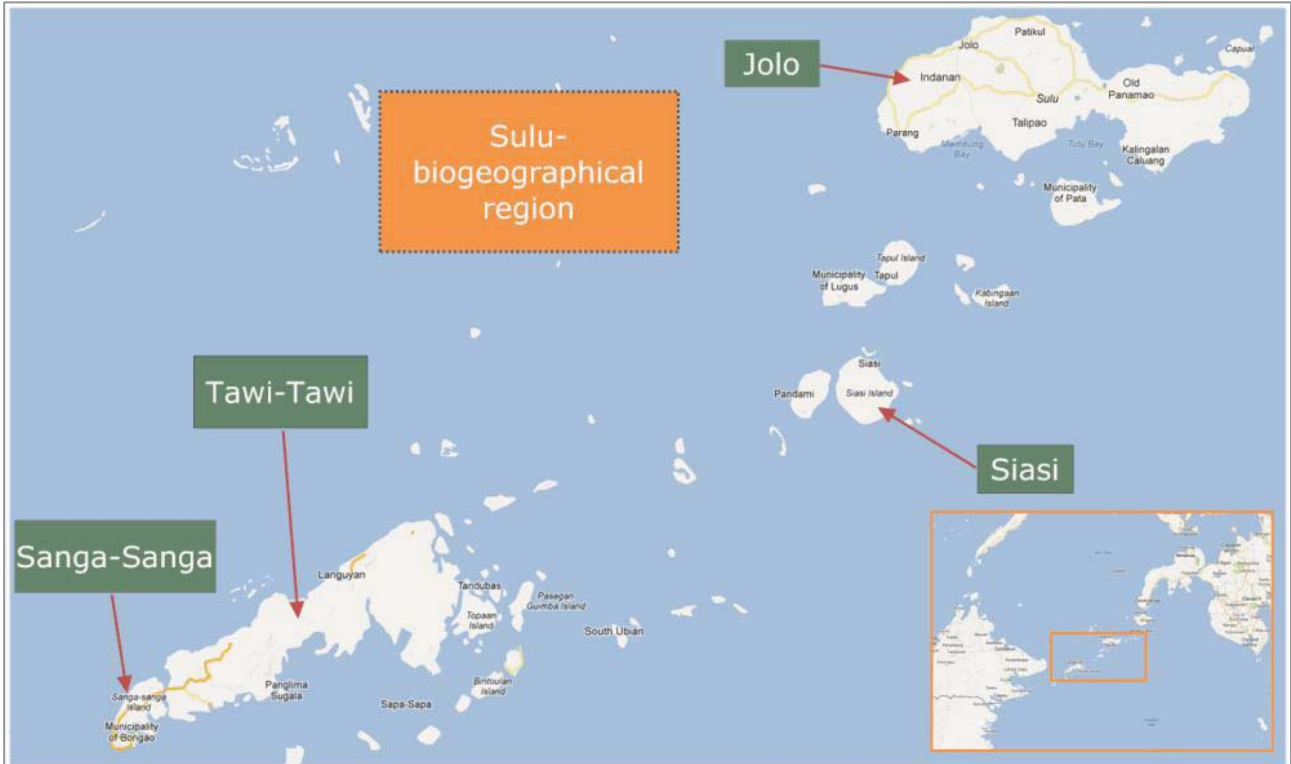 Patikul
Jolo
Capual
Jolo
Indanan
Old
Panamao
Sulu
Sulu-
biogeographical
region
Talipao
Parang
Maimbung
Bay
Tutu Bay
Kalingalan
Caluang
Municipality
of Pata
Tapul Island
Municipality
of Lugus
Tapul
Kabingaan
Island
Siasi
Tawi-Tawi
Pandami
Siasi Island
Siasi
Sanga-Sanga
Languyan
Tandubas
Pasegan
Guimba Island
Topaan
Island
South Ubian
Sanga-sanga
Island
Panglima
Sugala
Bintoulan
Island
Sapa-Sapa
Municipality
of Bongao